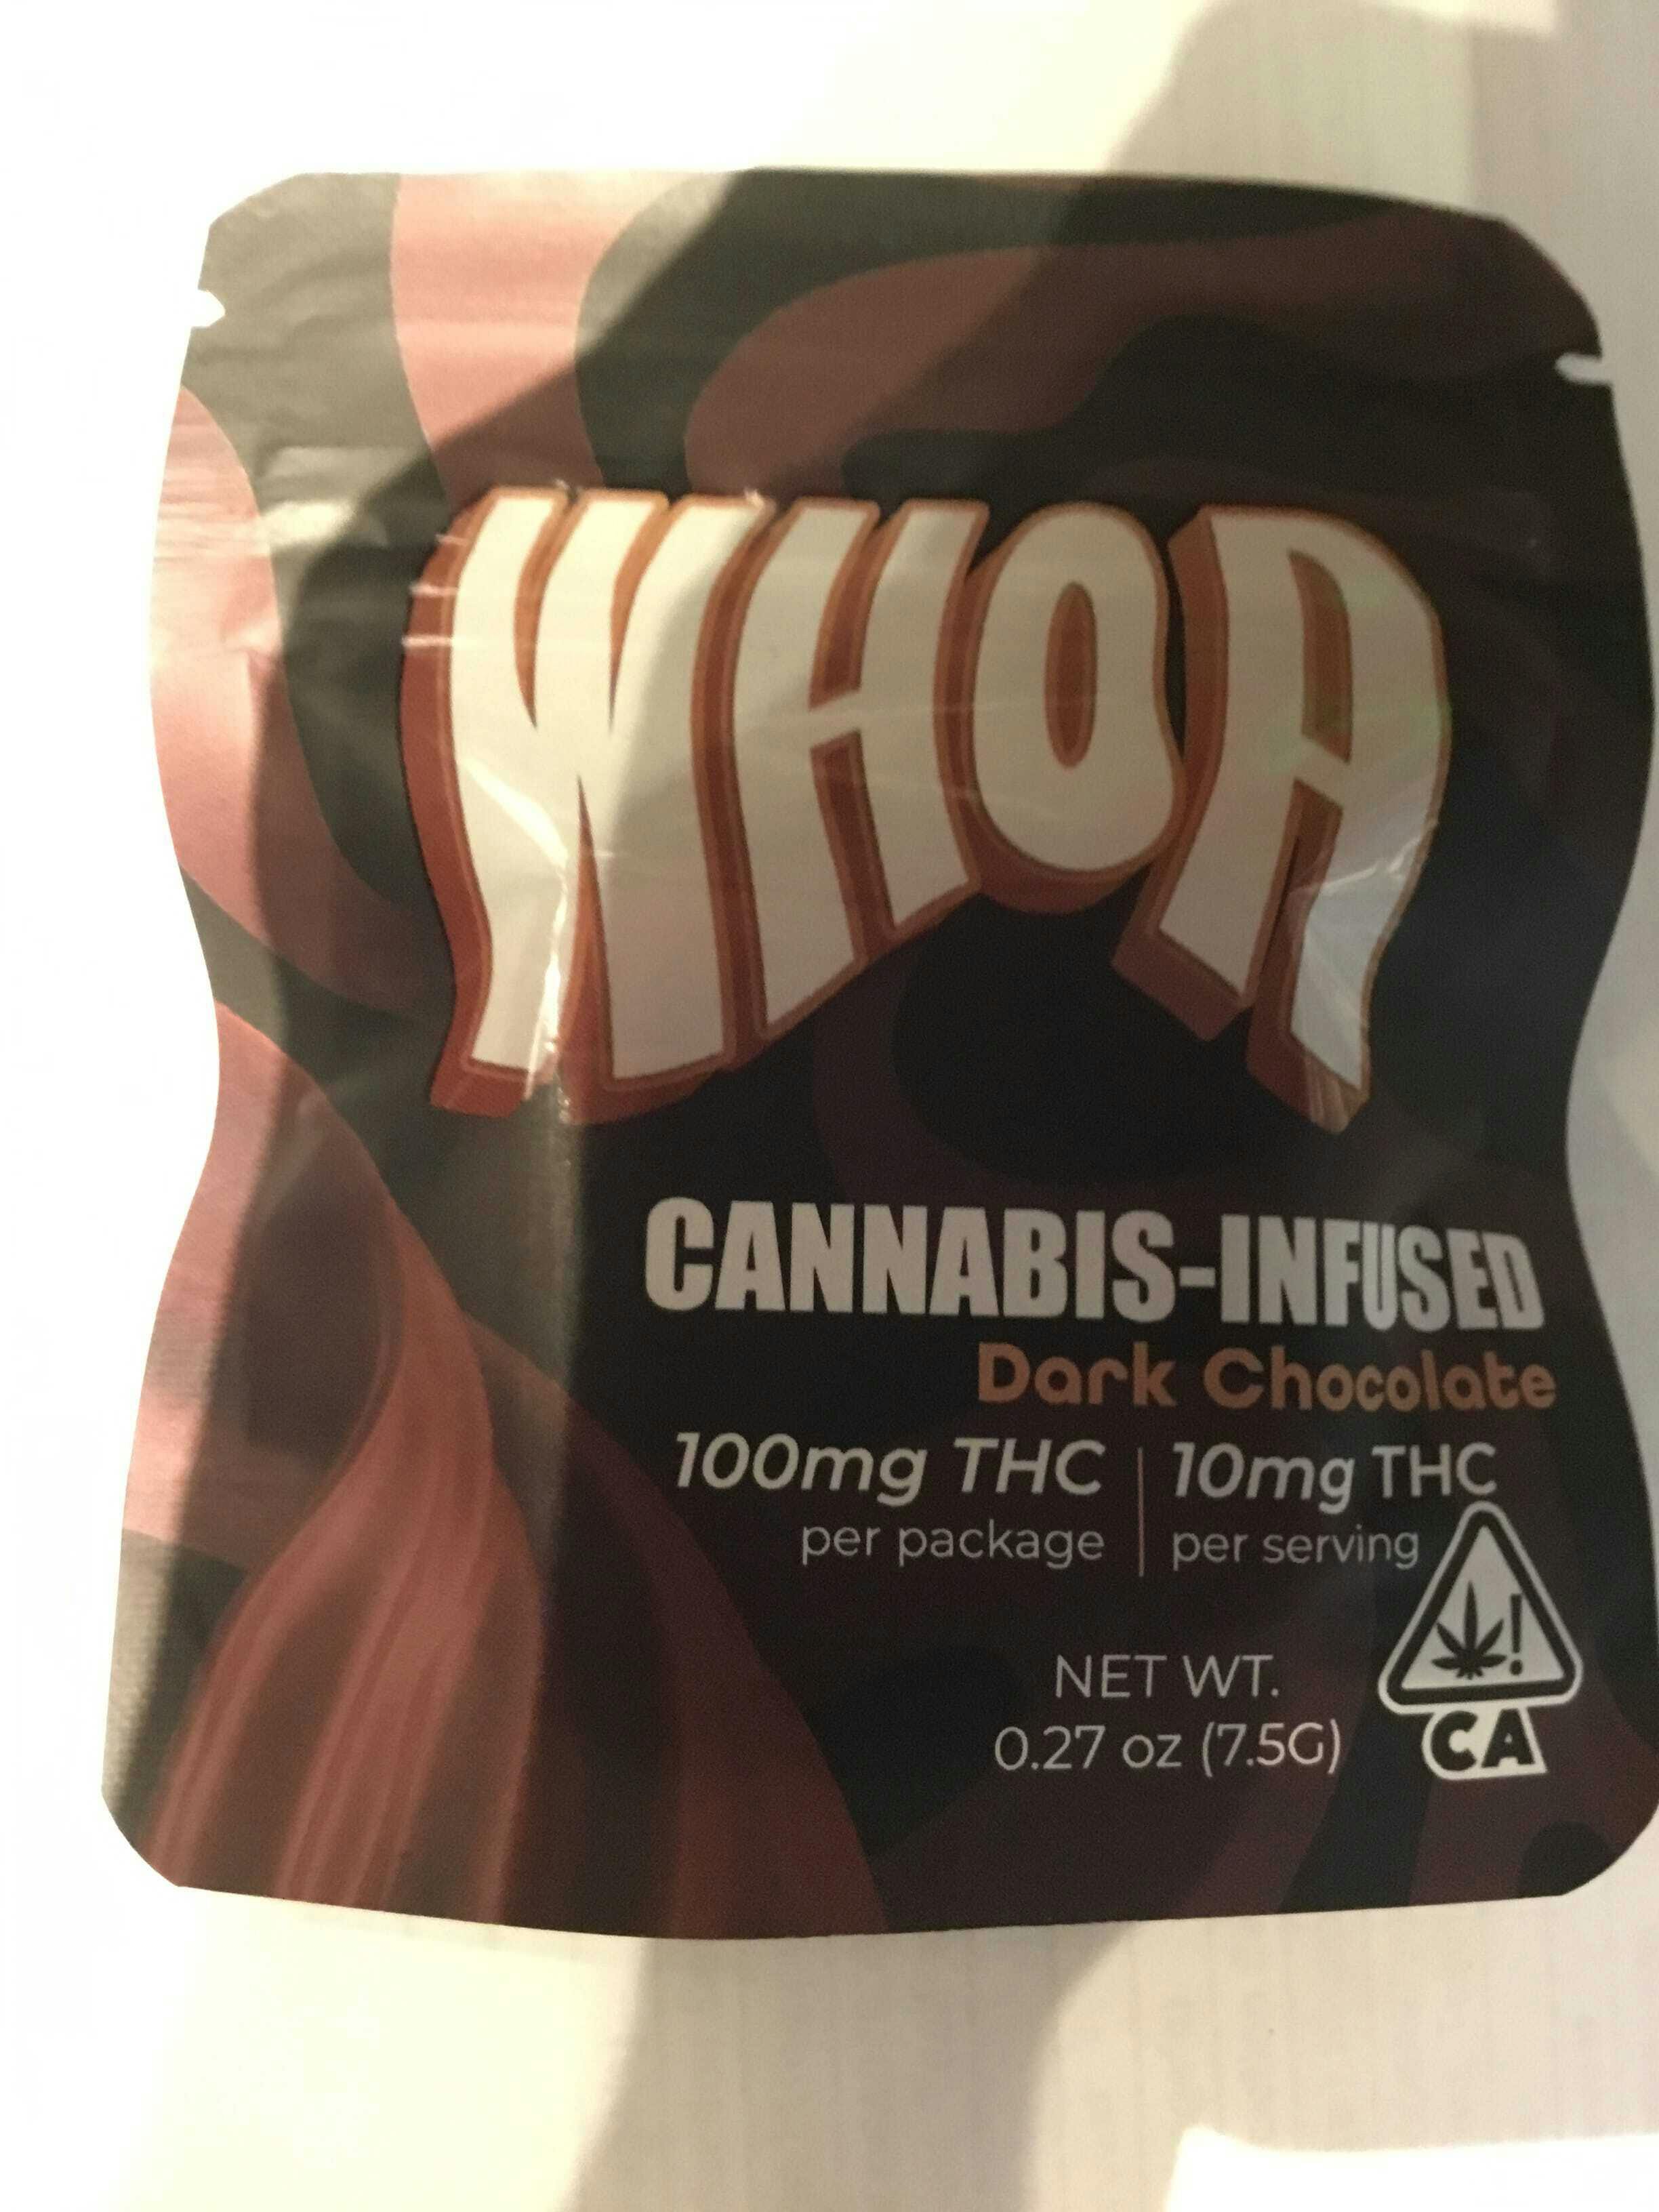 WHOA
CANNABIS-INFUSED
Dark Chocolate
100mg THC | 10mg THC
per package | per serving
!
NET WT.
0.27 oz (7.5G)
CA